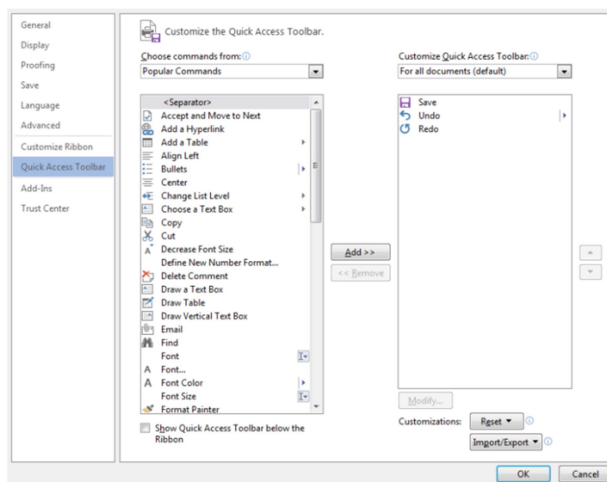 General
Display
Proofing
Save
Language
Advanced
Customize Ribbon
Quick Access Toolbar
Add-Ins
Trust Center
Customize the Quick Access Toolbar.
Choose commands from:
Popular Commands
<Separator>
Accept and Move to Next
Add a Hyperlink
Add a Table
Align Left
Bullets
Center
Change List Level
Choose a Text Box
Copy
Cut
Decrease Font Size
Define New Number Format...
Delete Comment
Draw a Text Box
Draw Table
Draw Vertical Text Box
Email
Find
Font
Font...
Font Color
Font Size
Format Painter
Show Quick Access Toolbar below the
Ribbon
Add >>
<< Remove
Customize Quick Access Toolbar:
For all documents (default)
Save
Undo
Redo
Modify...
Customizations:
Reset
Import/Export
OK
Cancel